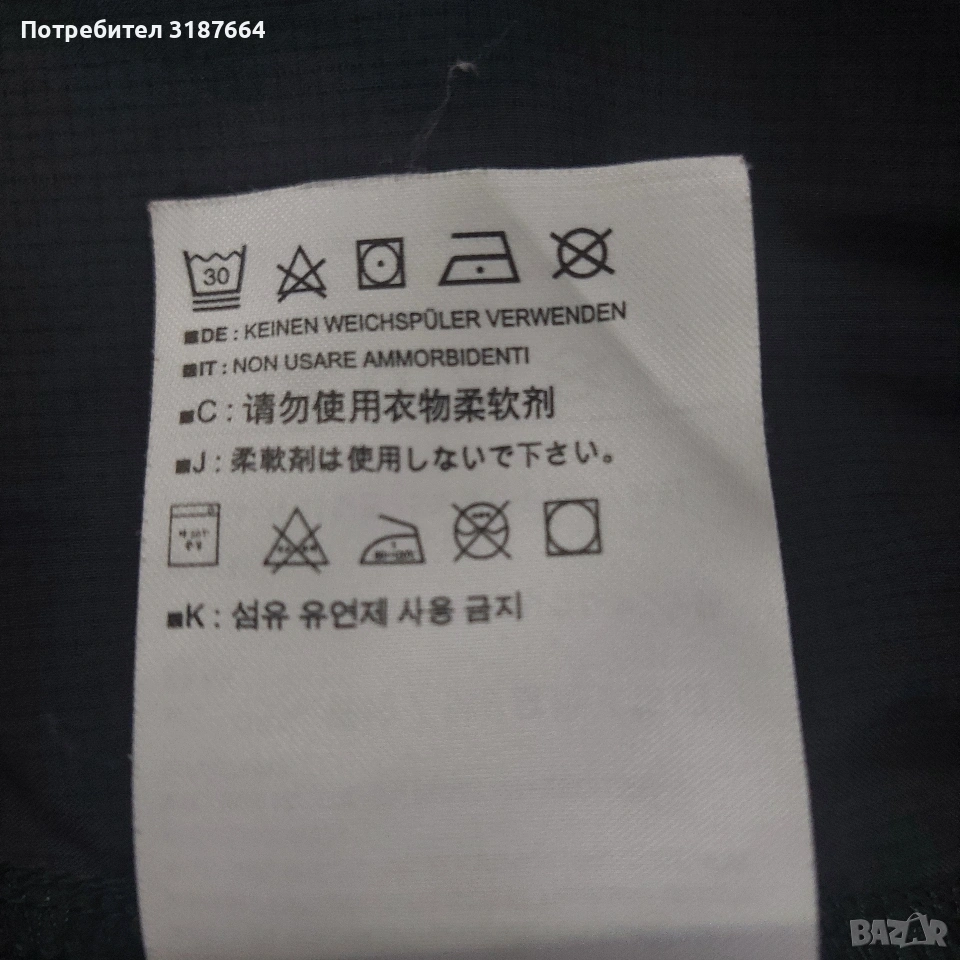 Потребител 3187664
30
DE : KEINEN WEICHSPÜLER VERWENDEN
IT : NON USARE AMMORBIDENTI
C : 请勿使用衣物柔软剂
J : 柔軟剤は使用しないで下さい。
K : 섬유 유연제 사용 금지
BAZAR